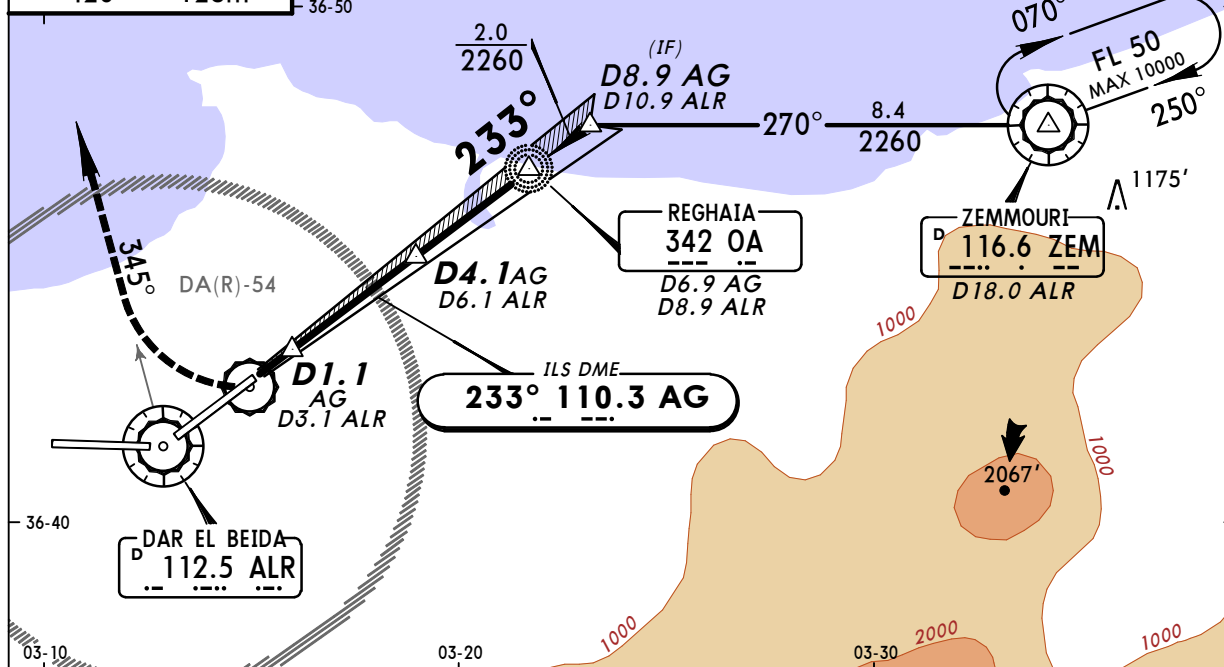 36-50
2.0
2260
(IF)
D8.9 AG
D10.9 ALR
233°
270°
8.4
2260
070°
FL 50
MAX 10000
250°
1175'
345°
DA(R)-54
REGHAIA
342 OA
D6.9 AG
D8.9 ALR
ZEMMOURI
D 116.6 ZEM
D18.0 ALR
D4.1 AG
D6.1 ALR
1000
D1.1
AG
D3.1 ALR
ILS DME
233° 110.3 AG
1000
2067'
36-40
DAR EL BEIDA
D 112.5 ALR
1000
2000
1000
03-10
03-20
03-30